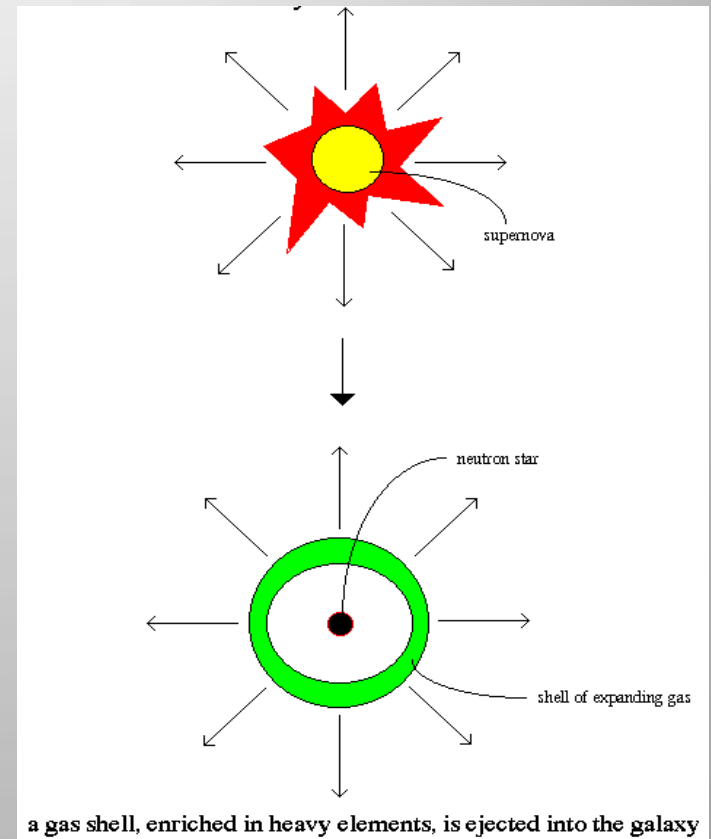 supernova
neutron star
shell of expanding gas
a gas shell, enriched in heavy elements, is ejected into the galaxy